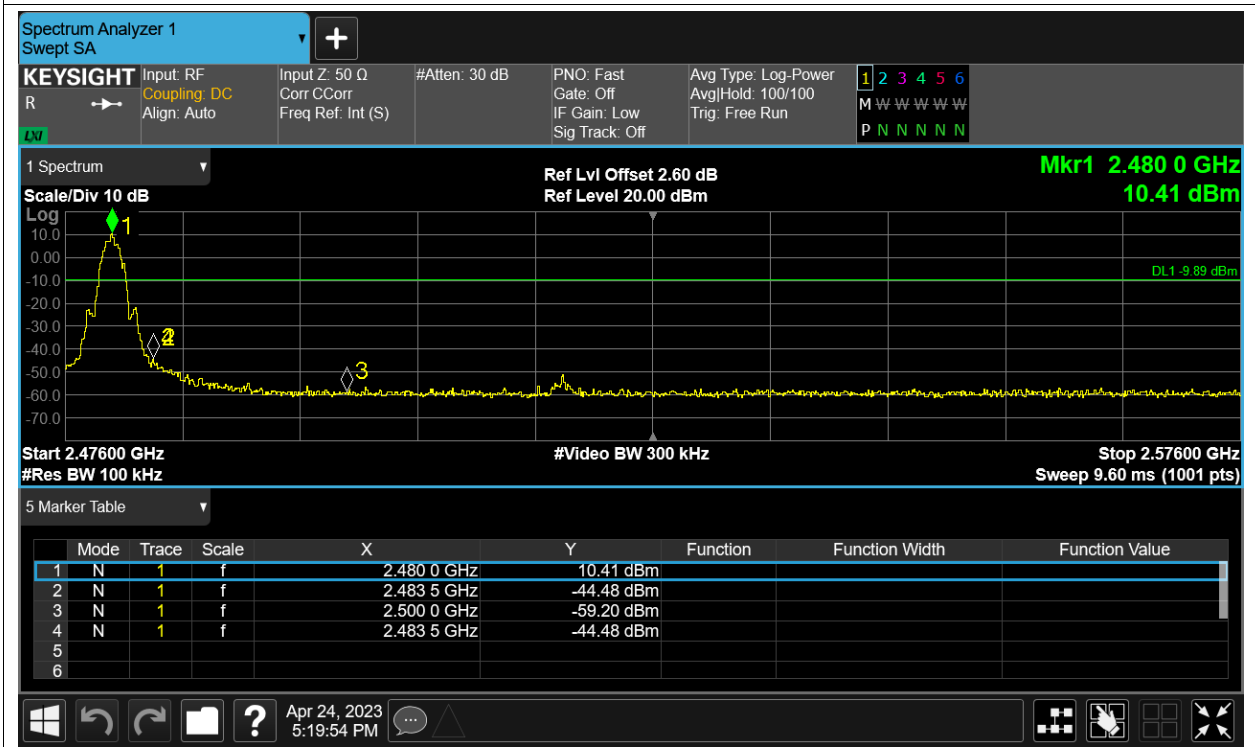 Spectrum Analyzer 1
Swept SA
KEYSIGHT
R
LXI
Input: RF
Coupling: DC
Align: Auto
Input Z: 50 Ω
Corr CCorr
Freq Ref: Int (S)
#Atten: 30 dB
PNO: Fast
Gate: Off
IF Gain: Low
Sig Track: Off
Avg Type: Log-Power
Avg|Hold: 100/100
Trig: Free Run
1 2 3 4 5 6
M W W W W W
P N N N N N
1 Spectrum
Scale/Div 10 dB
Ref Lvl Offset 2.60 dB
Ref Level 20.00 dBm
Mkr1 2.480 0 GHz
10.41 dBm
Log
10.0
0.00
-10.0
-20.0
-30.0
-40.0
-50.0
-60.0
-70.0
1
3
DL1 -9.89 dBm
Start 2.47600 GHz
#Video BW 300 kHz
Stop 2.57600 GHz
#Res BW 100 kHz
Sweep 9.60 ms (1001 pts)
5 Marker Table
Mode Trace Scale X Y Function Function Width Function Value
1 N 1 f 2.480 0 GHz 10.41 dBm
2 N 1 f 2.483 5 GHz -44.48 dBm
3 N 1 f 2.500 0 GHz -59.20 dBm
4 N 1 f 2.483 5 GHz -44.48 dBm
5
6
?
Apr 24, 2023
5:19:54 PM